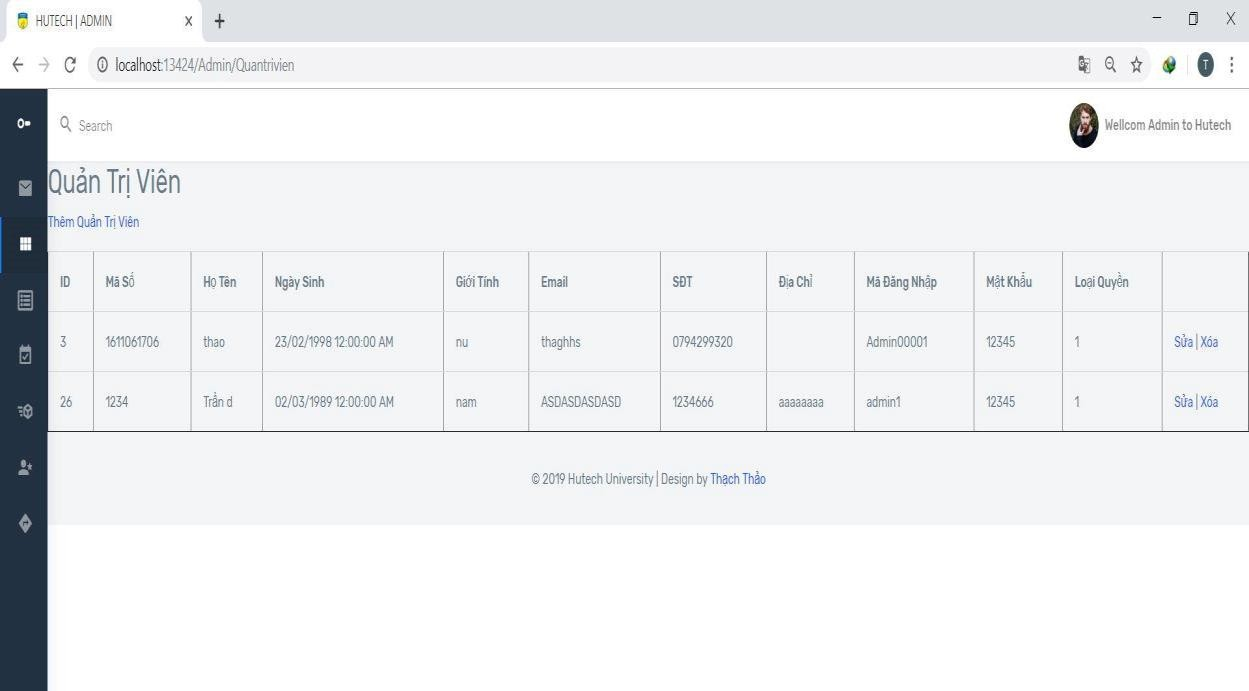 HUTECH | ADMIN
localhost:13424/Admin/Quantrivien
T
Search
Wellcom Admin to Hutech
Quản Trị Viên
Thêm Quản Trị Viên
ID Mã Số Họ Tên Ngày Sinh Giới Tính Email SĐT Địa Chỉ Mã Đăng Nhập Mật Khẩu Loại Quyền
3 1611061706 thao 23/02/1998 12:00:00 AM nu thaghhs 0794299320 Admin00001 12345 1 Sửa | Xóa
26 1234 Trần d 02/03/1989 12:00:00 AM nam ASDASDASDASD 1234666 aaaaaaaa admin1 12345 1 Sửa | Xóa
© 2019 Hutech University | Design by Thạch Thảo